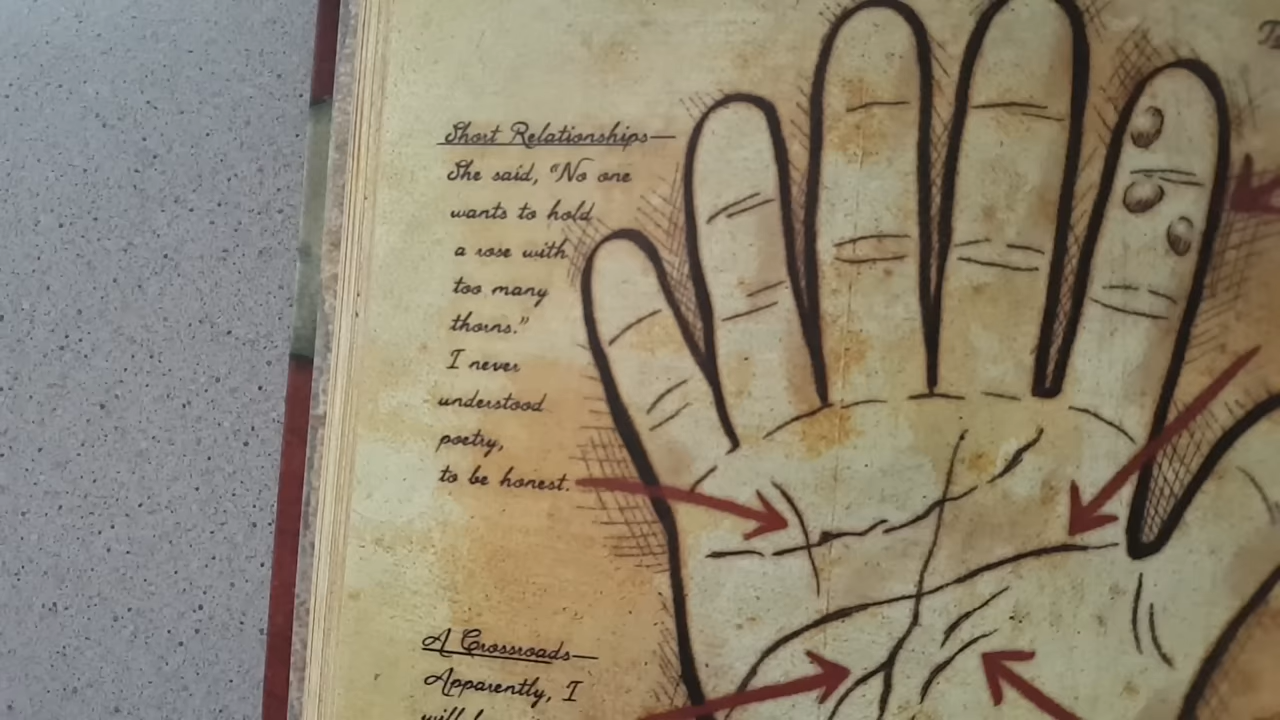 Short Relationships—
She said, "No one
wants to hold
a rose with
too many
thorns."
I never
understood
poetry,
to be honest.
A Crossroads—
Apparently, I